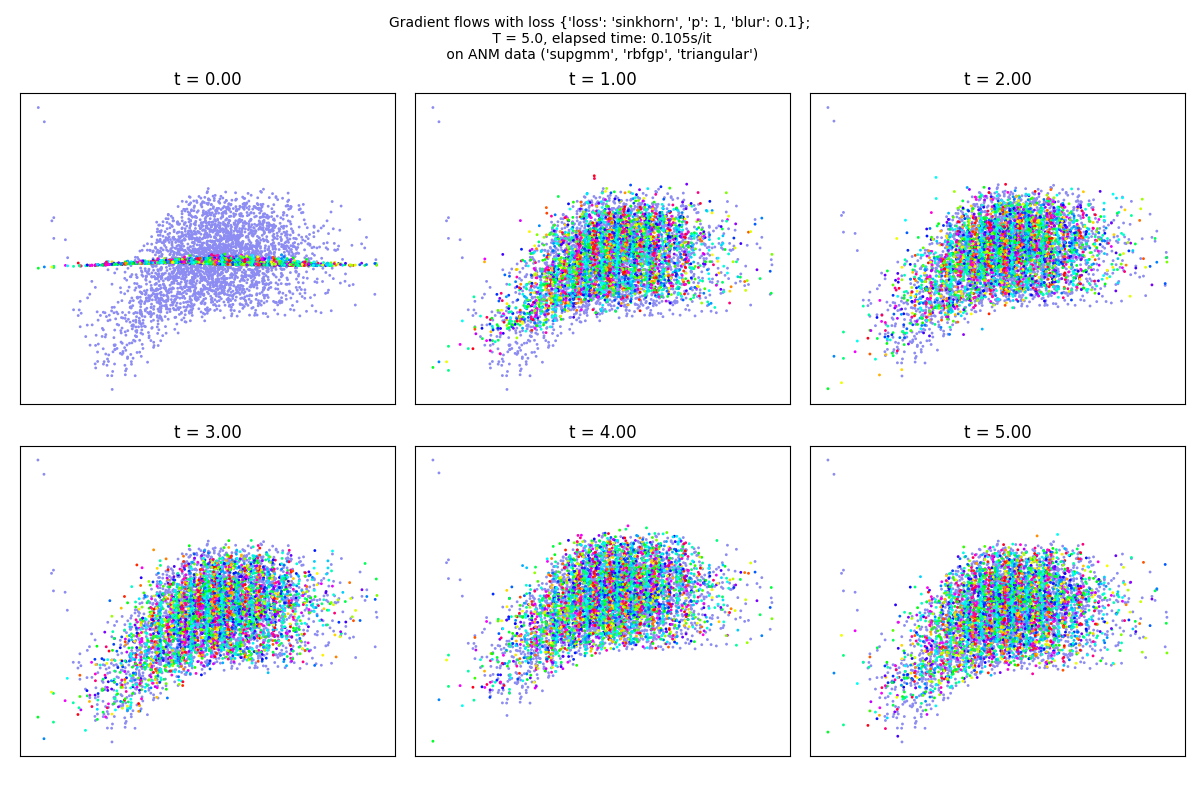 Gradient flows with loss {'loss': 'sinkhorn', 'p': 1, 'blur': 0.1};
T = 5.0, elapsed time: 0.105s/it
on ANM data ('supgmm', 'rbfgp', 'triangular')
t = 0.00
t = 1.00
t = 2.00
t = 3.00
t = 4.00
t = 5.00